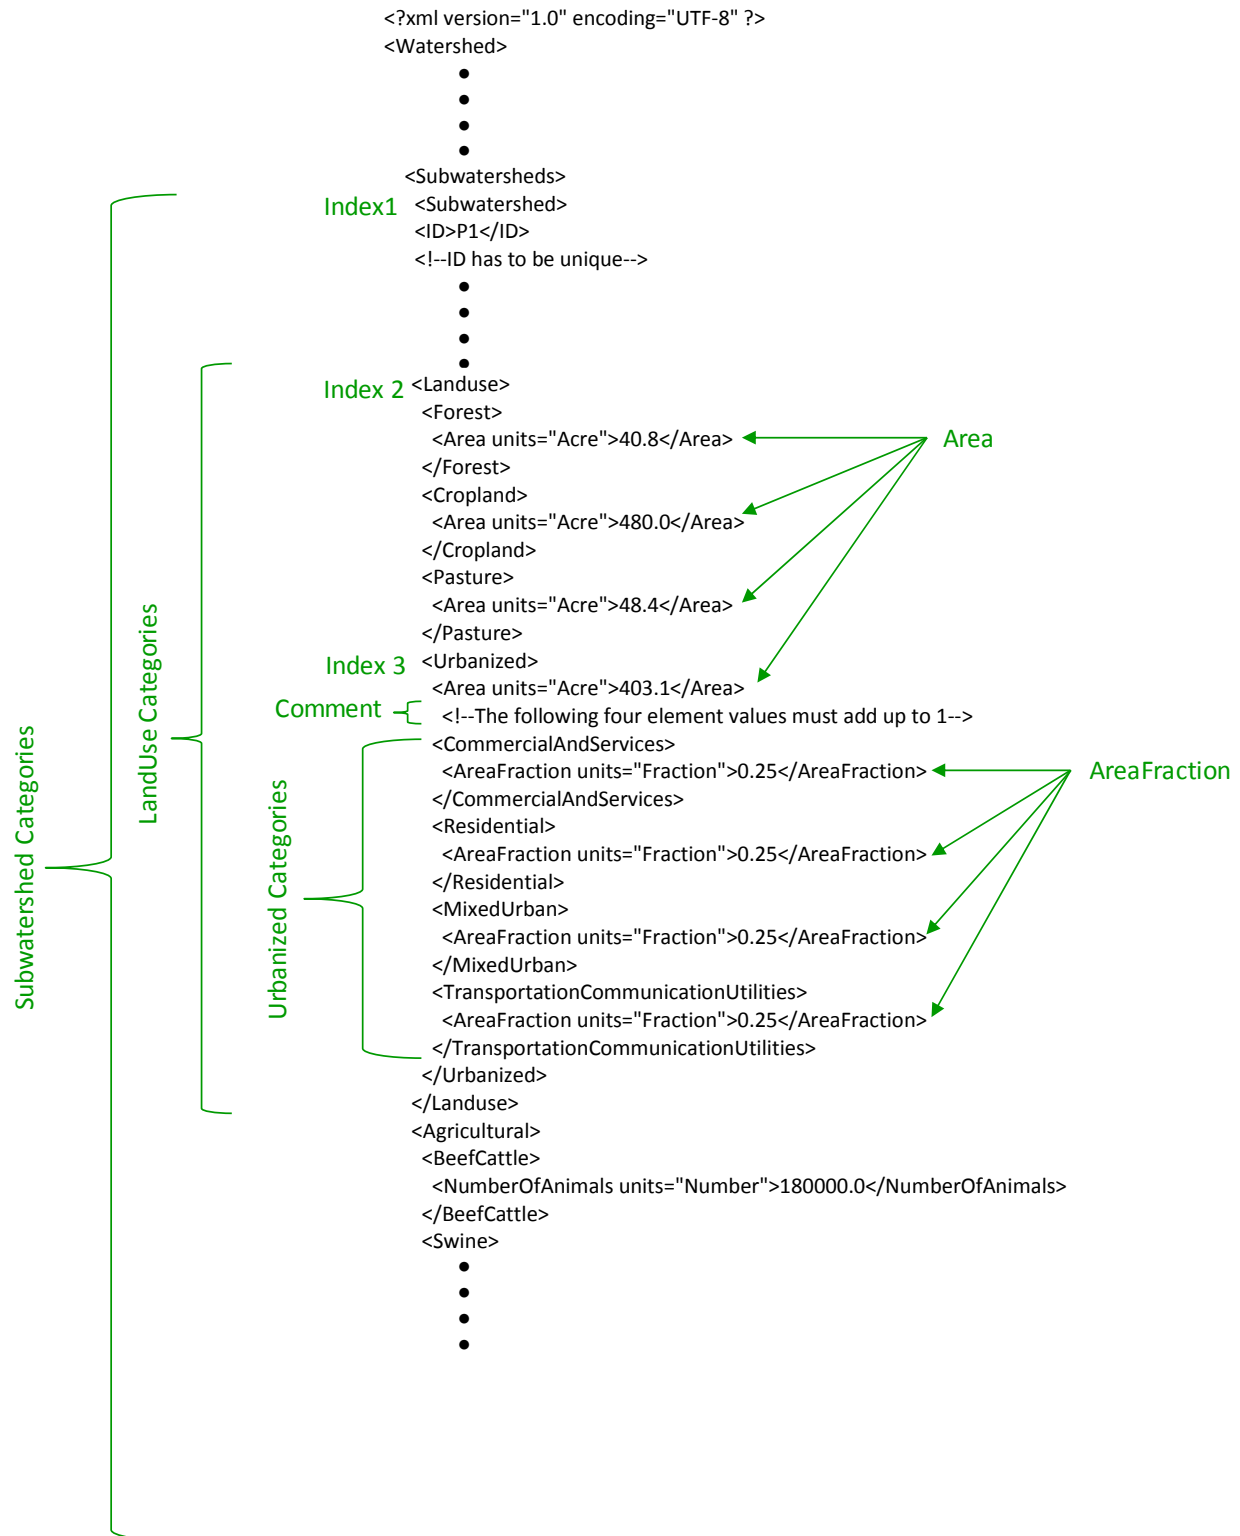 <?xml version="1.0" encoding="UTF-8" ?>
<Watershed>
<Subwatersheds>
Index1 <Subwatershed>
<ID>P1</ID>
<!--ID has to be unique-->
Index 2 <Landuse>
<Forest>
<Area units="Acre">40.8</Area> Area
</Forest>
<Cropland>
<Area units="Acre">480.0</Area>
</Cropland>
<Pasture>
<Area units="Acre">48.4</Area>
</Pasture>
Index 3 <Urbanized>
<Area units="Acre">403.1</Area>
Comment <!--The following four element values must add up to 1-->
<CommercialAndServices>
<AreaFraction units="Fraction">0.25</AreaFraction> AreaFraction
</CommercialAndServices>
<Residential>
<AreaFraction units="Fraction">0.25</AreaFraction>
</Residential>
<MixedUrban>
<AreaFraction units="Fraction">0.25</AreaFraction>
</MixedUrban>
<TransportationCommunicationUtilities>
<AreaFraction units="Fraction">0.25</AreaFraction>
</TransportationCommunicationUtilities>
</Urbanized>
</Landuse>
<Agricultural>
<BeefCattle>
<NumberOfAnimals units="Number">180000.0</NumberOfAnimals>
</BeefCattle>
<Swine>
Subwatershed Categories
LandUse Categories
Urbanized Categories